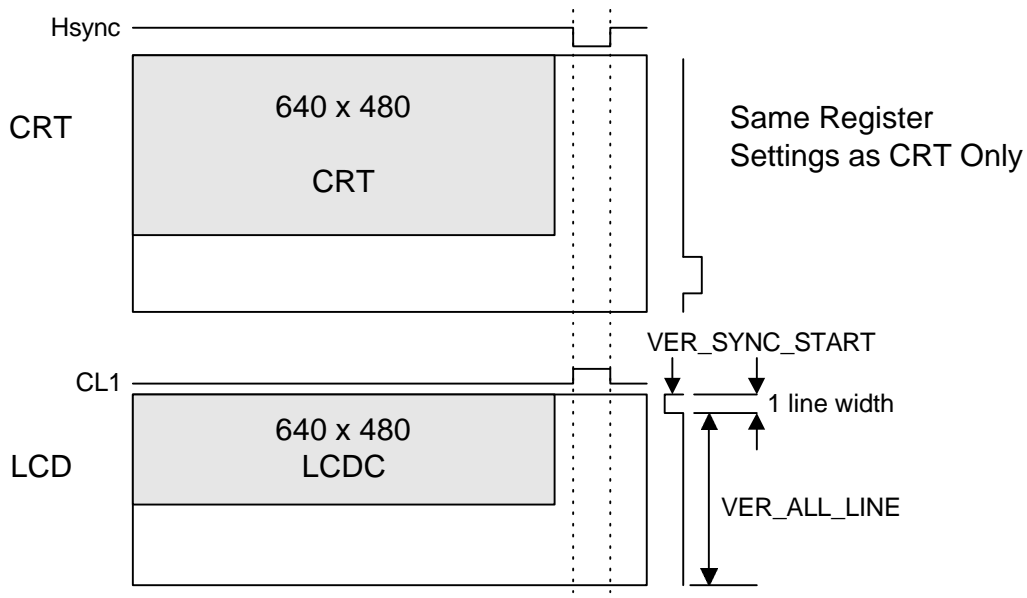 Hsync
CRT
640 x 480
CRT
Same Register
Settings as CRT Only
VER_SYNC_START
CL1
1 line width
LCD
640 x 480
LCDC
VER_ALL_LINE